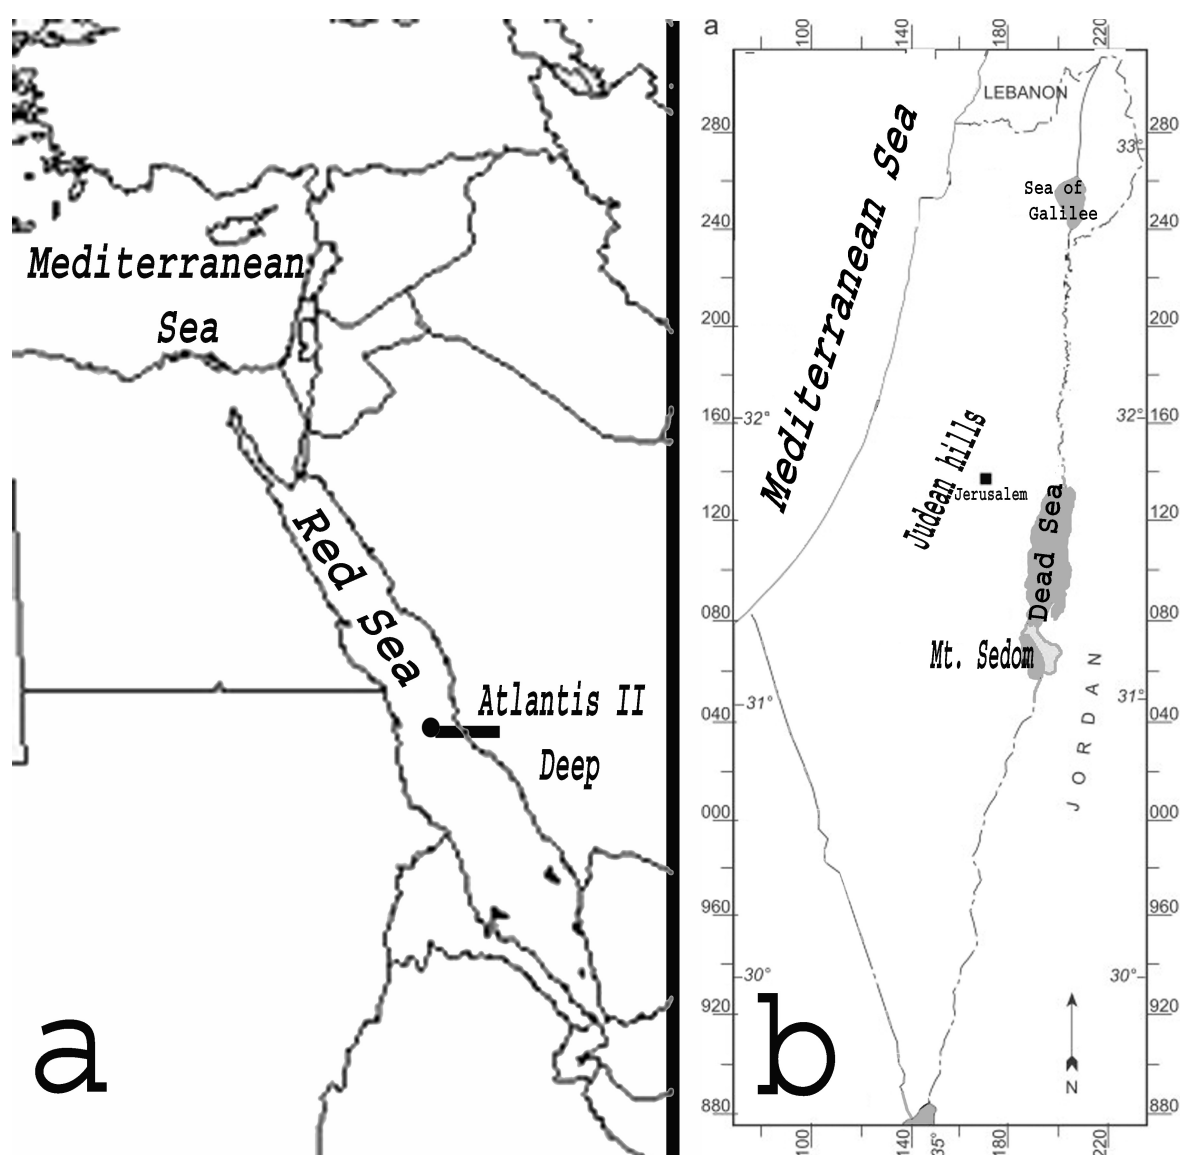 Mediterranean
Sea
Red Sea
Atlantis II
Deep
a
a
100
140
180
220
LEBANON
280
280
33°
Sea of
Galilee
240
240
Mediterranean Sea
200
200
160
32°
32°
160
Judean hills
Jerusalem
120
120
Dead Sea
080
080
Mt. Sedom
JORDAN
31°
31°
040
040
000
000
960
960
30°
30°
920
920
b
N
880
880
100
140
35°
180
220